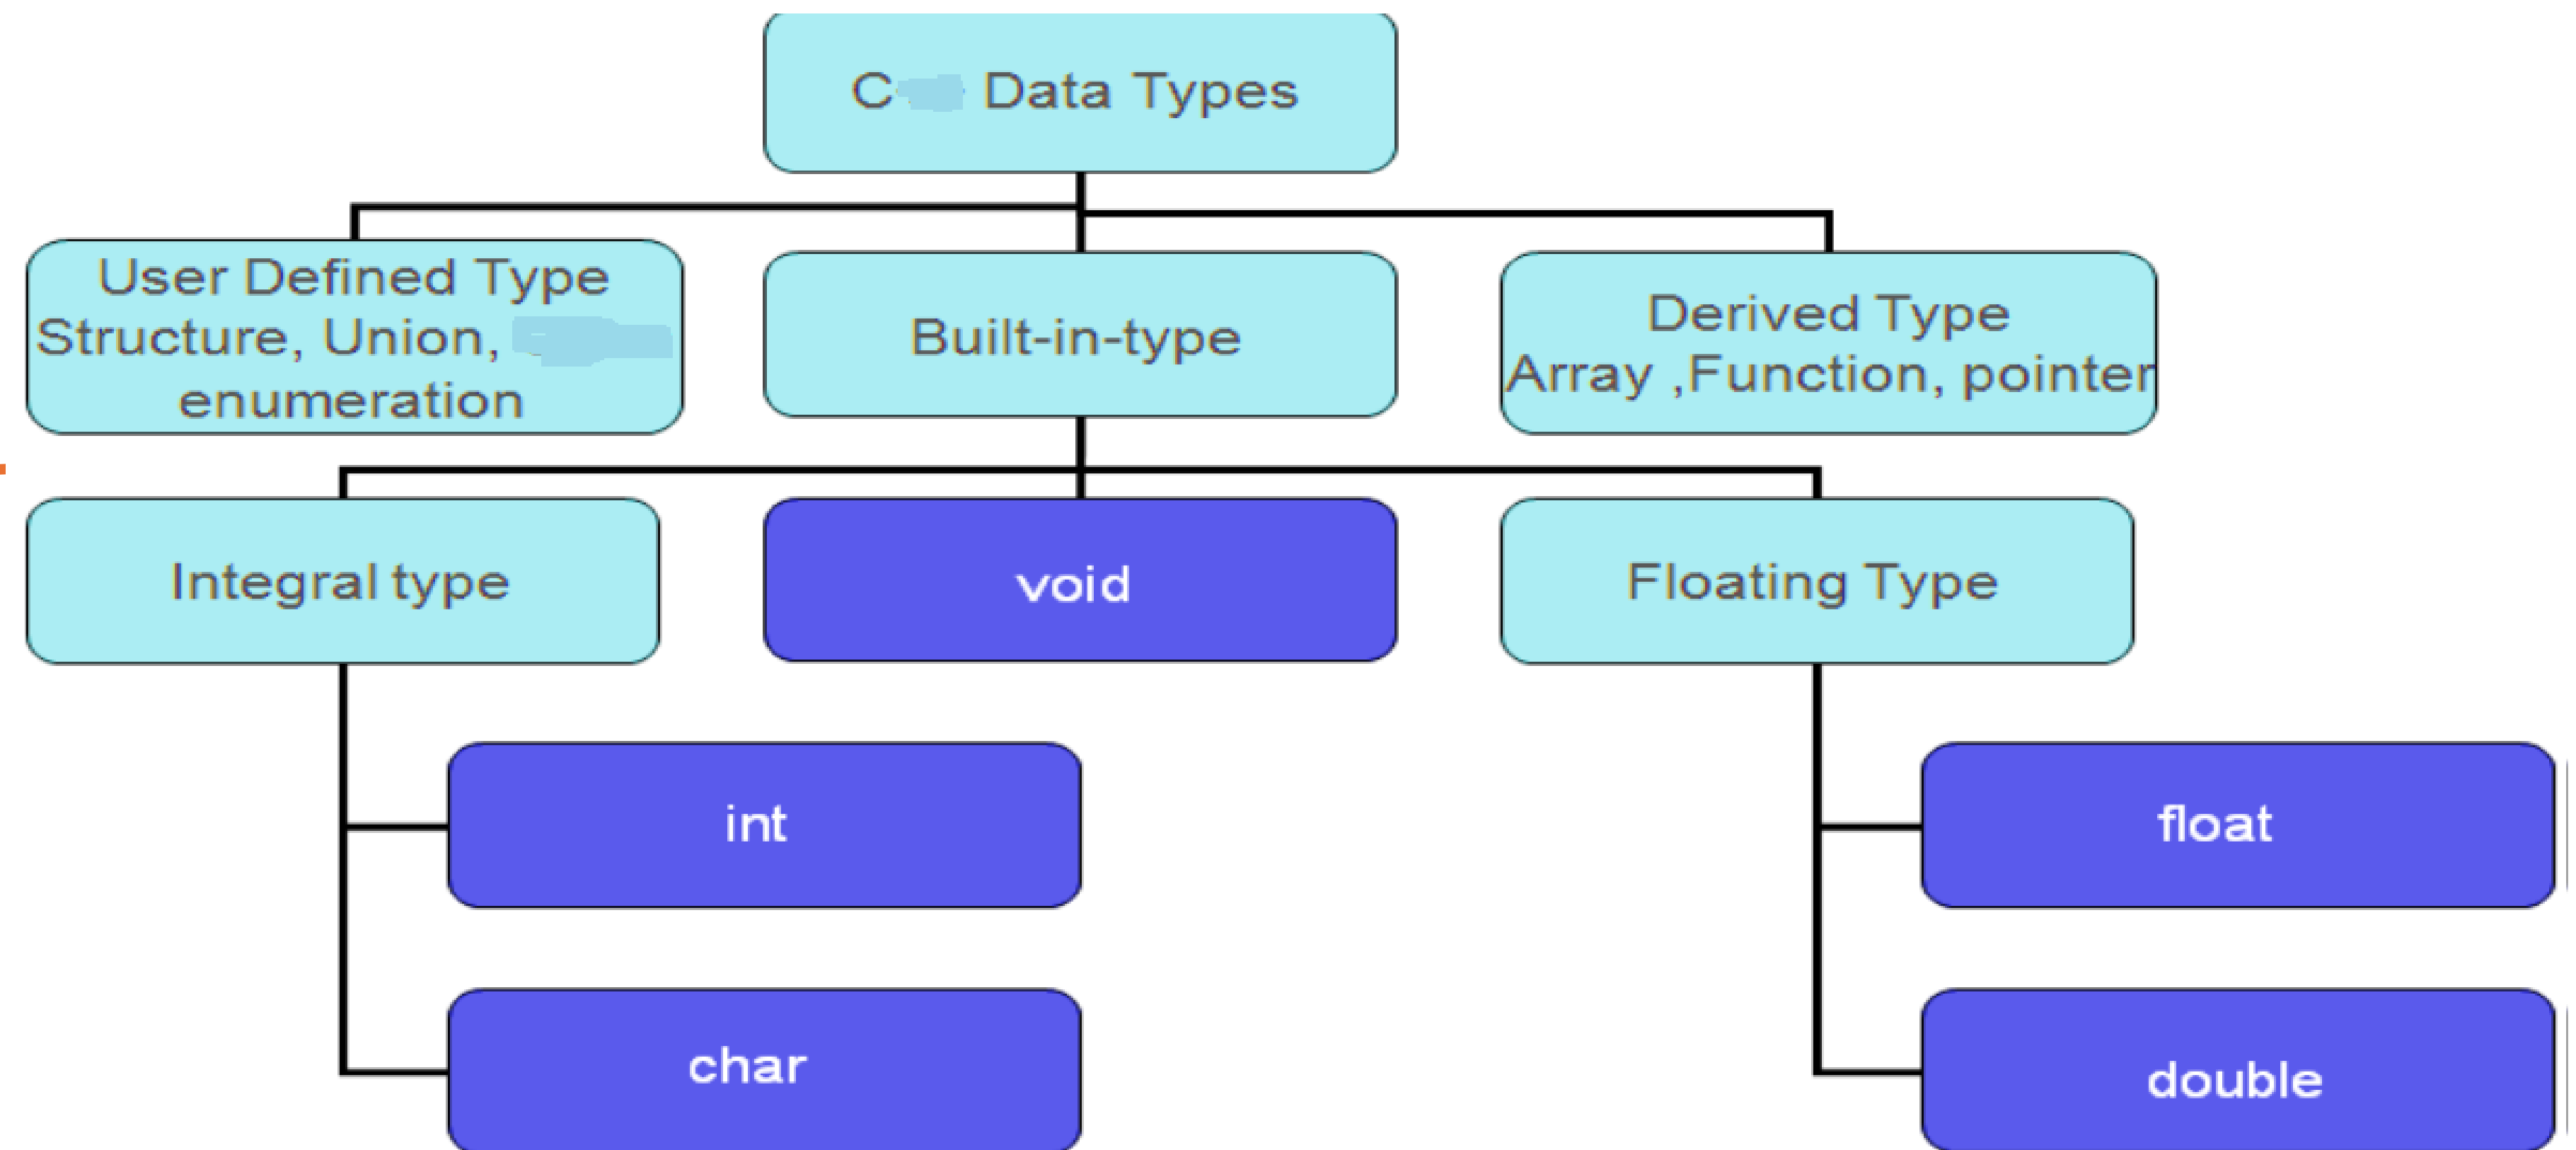 C Data Types
User Defined Type
Structure, Union,
enumeration
Built-in-type
Derived Type
Array ,Function, pointer
Integral type
void
Floating Type
int
float
char
double